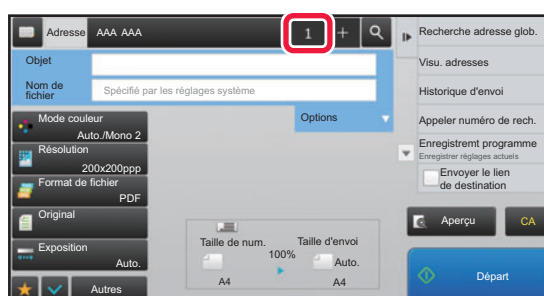 Adresse AAA AAA 1 +
Recherche adresse glob.
Objet
Visu. adresses
Nom de
fichier
Spécifié par les réglages système
Historique d'envoi
Mode couleur
Auto./Mono 2
Options
Appeler numéro de rech.
Résolution
200x200ppp
Enregistremt programme
Enregistrer réglages actuels
Format de fichier
PDF
Envoyer le lien
de destination
Original
Aperçu
CA
Exposition
Auto.
Taille de num.
100%
Taille d'envoi
Auto.
A4
A4
Départ
Autres